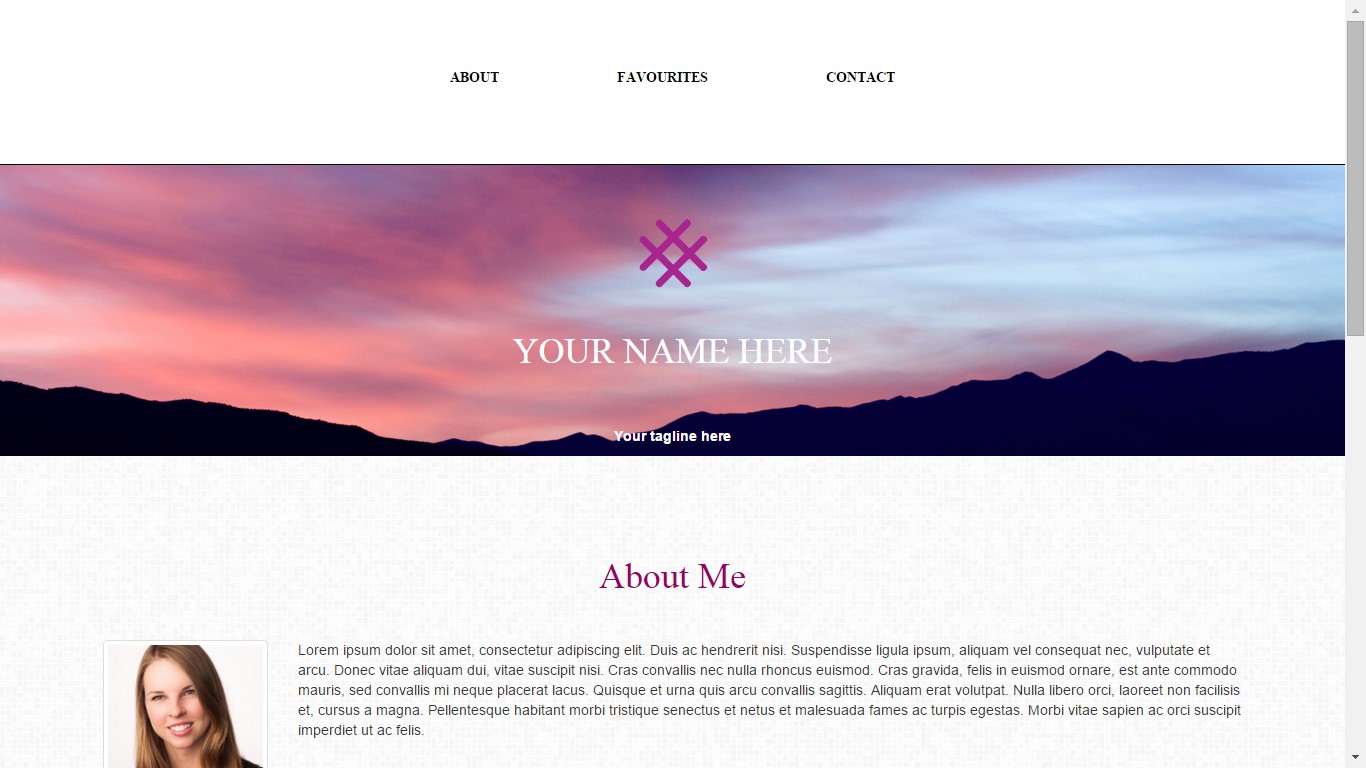 ABOUT FAVOURITES CONTACT
YOUR NAME HERE
Your tagline here
About Me
Lorem ipsum dolor sit amet, consectetur adipiscing elit. Duis ac hendrerit nisi. Suspendisse ligula ipsum, aliquam vel consequat nec, vulputate et
arcu. Donec vitae aliquam dui, vitae suscipit nisi. Cras convallis nec nulla rhoncus euismod. Cras gravida, felis in euismod ornare, est ante commodo
mauris, sed convallis mi neque placerat lacus. Quisque et urna quis arcu convallis sagittis. Aliquam erat volutpat. Nulla libero orci, laoreet non facilisis
et, cursus a magna. Pellentesque habitant morbi tristique senectus et netus et malesuada fames ac turpis egestas. Morbi vitae sapien ac orci suscipit
imperdiet ut ac felis.